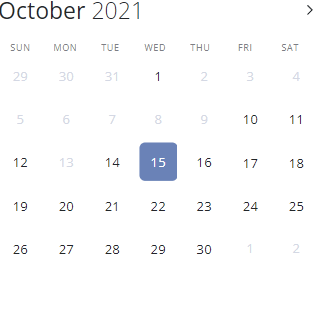 October 2021
SUN MON TUE WED THU FRI SAT
29 30 31 1 2 3 4
5 6 7 8 9 10 11
12 13 14 15 16 17 18
19 20 21 22 23 24 25
26 27 28 29 30 1 2